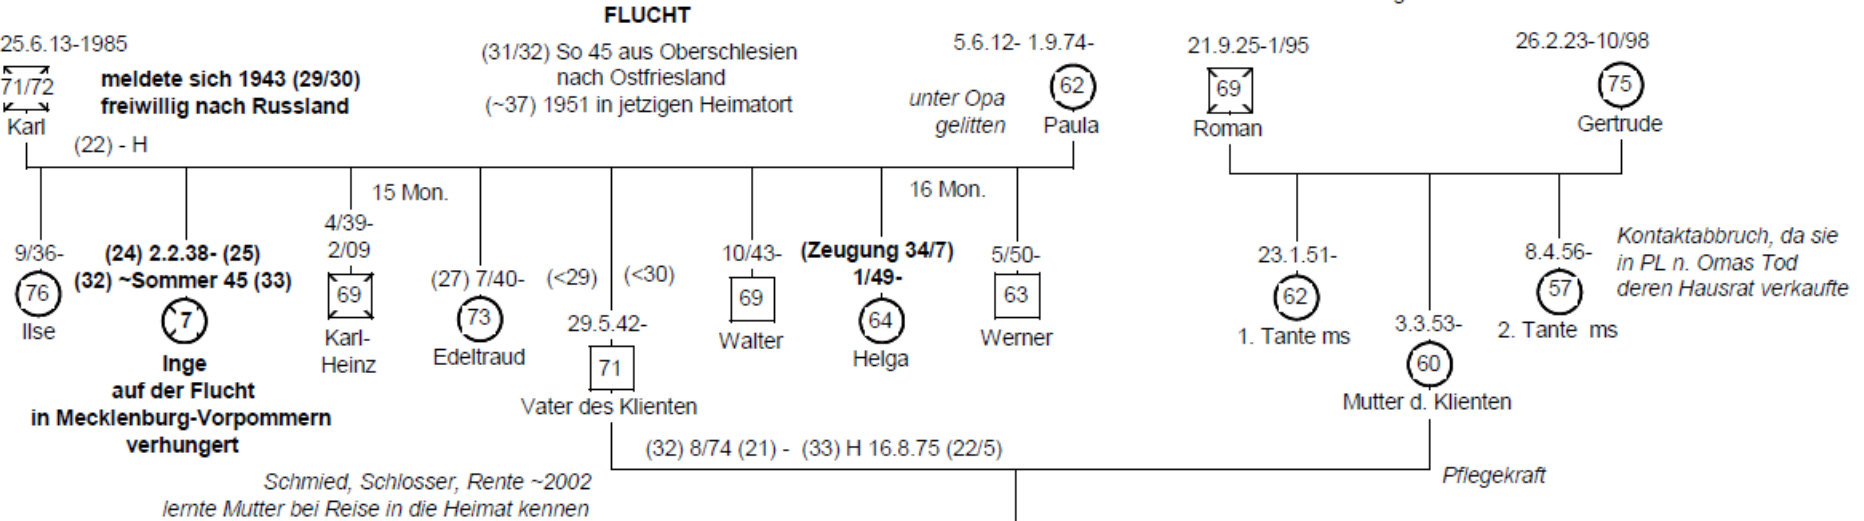 FLUCHT
25.6.13-1985
71/72
Karl
meldete sich 1943 (29/30)
freiwillig nach Russland
(22) - H
(31/32) So 45 aus Oberschlesien
nach Ostfriesland
(~37) 1951 in jetzigen Heimatort
5.6.12- 1.9.74-
62
unter Opa
gelitten
Paula
21.9.25-1/95
69
Roman
26.2.23-10/98
75
Gertrude
15 Mon.
16 Mon.
9/36-
76
Ilse
(24) 2.2.38- (25)
(32) ~Sommer 45 (33)
7
Inge
auf der Flucht
in Mecklenburg-Vorpommern
verhungert
4/39-
2/09
69
Karl-
Heinz
(27) 7/40-
73
Edeltraud
(<29)
(<30)
29.5.42-
71
Vater des Klienten
10/43-
69
Walter
(Zeugung 34/7)
1/49-
64
Helga
5/50-
63
Werner
23.1.51-
62
1. Tante ms
3.3.53-
60
Mutter d. Klienten
8.4.56-
57
2. Tante ms
Kontaktabbruch, da sie
in PL n. Omas Tod
deren Hausrat verkaufte
(32) 8/74 (21) - (33) H 16.8.75 (22/5)
Schmied, Schlosser, Rente ~2002
lernte Mutter bei Reise in die Heimat kennen
Pflegekraft